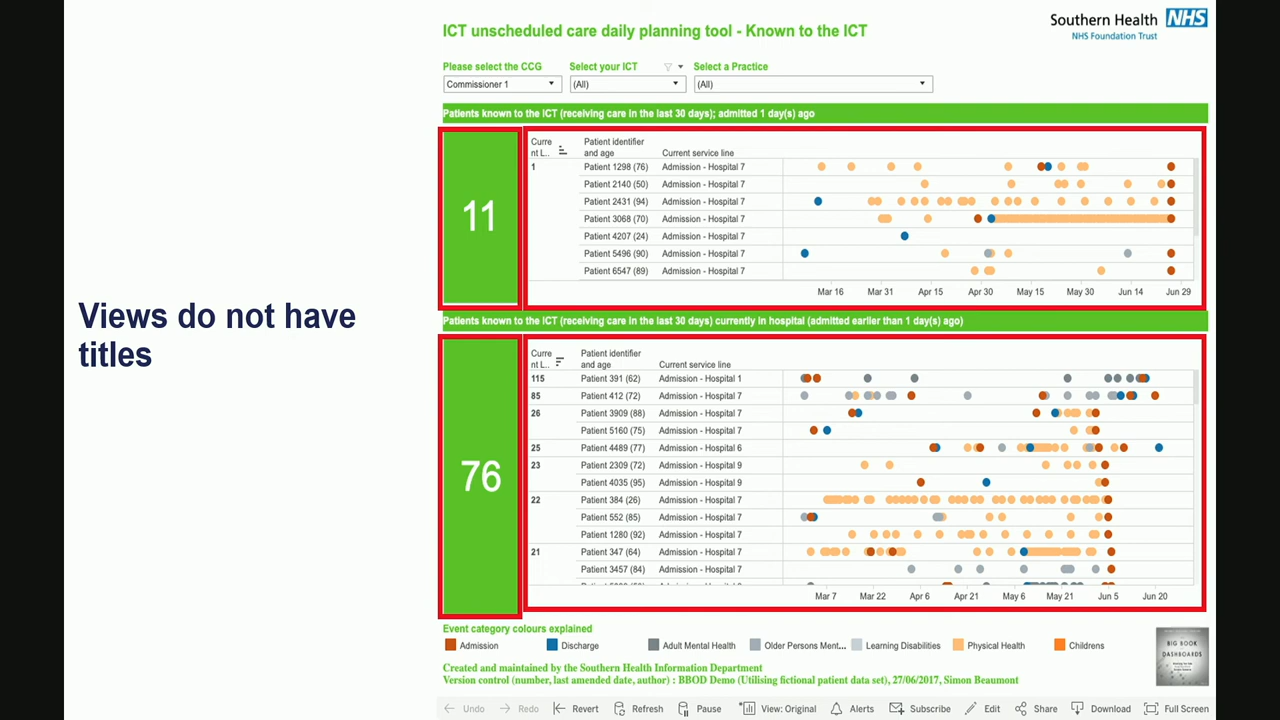 Views do not have
titles
ICT unscheduled care daily planning tool - Known to the ICT
Southern Health NHS
NHS Foundation Trust
Please select the CCG Select your ICT Select a Practice
Commissioner 1 (All) (All)
Patients known to the ICT (receiving care in the last 30 days); admitted 1 day(s) ago
11
Curre
nt L..
Patient identifier
and age
Current service line
1 Patient 1298 (76) Admission - Hospital 7
Patient 2140 (50) Admission - Hospital 7
Patient 2431 (94) Admission - Hospital 7
Patient 3068 (70) Admission - Hospital 7
Patient 4207 (24) Admission - Hospital 7
Patient 5496 (90) Admission - Hospital 7
Patient 6547 (89) Admission - Hospital 7
Mar 16 Mar 31 Apr 15 Apr 30 May 15 May 30 Jun 14 Jun 29
Patients known to the ICT (receiving care in the last 30 days) currently in hospital (admitted earlier than 1 day(s) ago)
76
Curre
nt L..
Patient identifier
and age
Current service line
115 Patient 391 (62) Admission - Hospital 1
85 Patient 412 (72) Admission - Hospital 7
26 Patient 3909 (88) Admission - Hospital 7
Patient 5160 (75) Admission - Hospital 7
25 Patient 4489 (77) Admission - Hospital 6
23 Patient 2309 (72) Admission - Hospital 9
Patient 4035 (95) Admission - Hospital 9
22 Patient 384 (26) Admission - Hospital 7
Patient 552 (85) Admission - Hospital 7
Patient 1280 (92) Admission - Hospital 7
21 Patient 347 (64) Admission - Hospital 7
Patient 3457 (84) Admission - Hospital 7
Mar 7 Mar 22 Apr 6 Apr 21 May 6 May 21 Jun 5 Jun 20
Event category colours explained
Admission Discharge Adult Mental Health Older Persons Ment... Learning Disabilities Physical Health Childrens
Created and maintained by the Southern Health Information Department
Version control (number, last amended date, author) : BBOD Demo (Utilising fictional patient data set), 27/06/2017, Simon Beaumont
BIG BOOK
DASHBOARDS
Undo Redo Revert Refresh Pause View: Original Alerts Subscribe Edit Share Download Full Screen